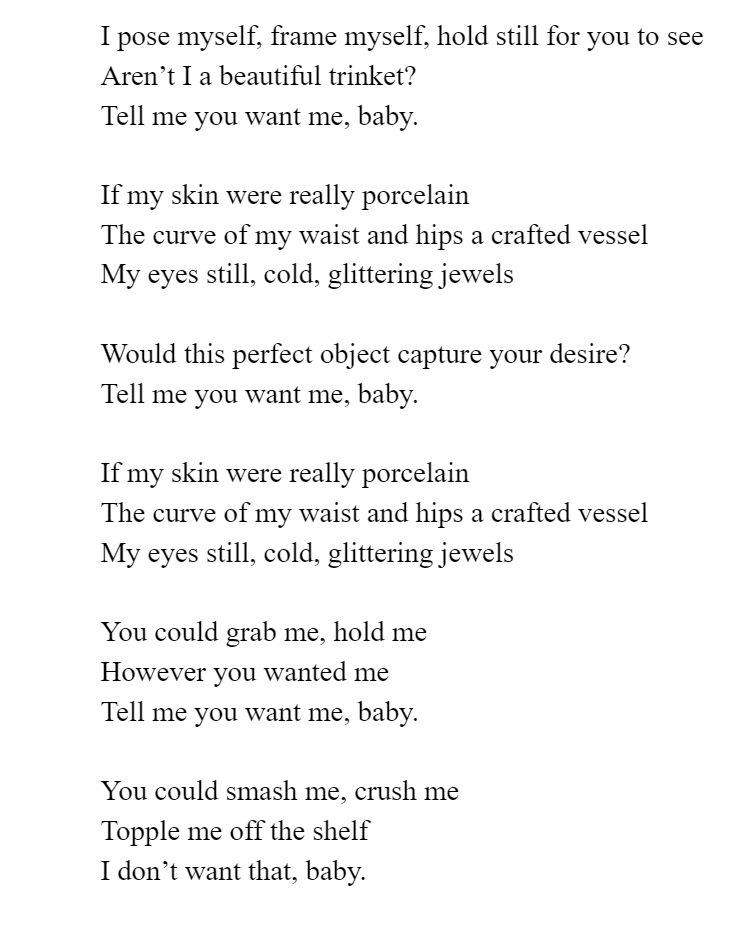 I pose myself, frame myself, hold still for you to see
Aren’t I a beautiful trinket?
Tell me you want me, baby.

If my skin were really porcelain
The curve of my waist and hips a crafted vessel
My eyes still, cold, glittering jewels

Would this perfect object capture your desire?
Tell me you want me, baby.

If my skin were really porcelain
The curve of my waist and hips a crafted vessel
My eyes still, cold, glittering jewels

You could grab me, hold me
However you wanted me
Tell me you want me, baby.

You could smash me, crush me
Topple me off the shelf
I don’t want that, baby.